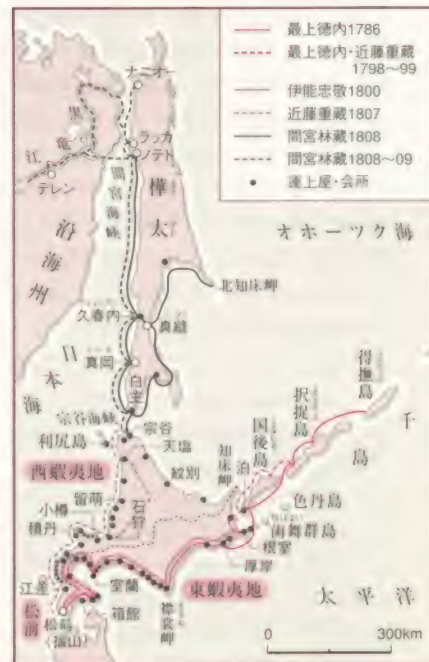 最上徳内1786
最上徳内・近藤重蔵
1798〜99
伊能忠敬1800
近藤重蔵1807
間宮林蔵1808
間宮林蔵1808〜09
運上屋・会所
ナニオー
黒
竜
江
ラッカ
ノテト
テレン
間宮海峡
樺太
沿海州
オホーツク海
北知床岬
久春内
真縫
真岡
白主
日本海
宗谷海峡
宗谷
利尻島
天塩
紋別
西蝦夷地
留萌
小樽
積丹
石狩
知床岬
泊
国後島
択捉島
得撫島
千島
色丹島
歯舞群島
根室
厚岸
東蝦夷地
室蘭
箱館
江差
松前
松前
(福山)
襟裳岬
太平洋
0
300km